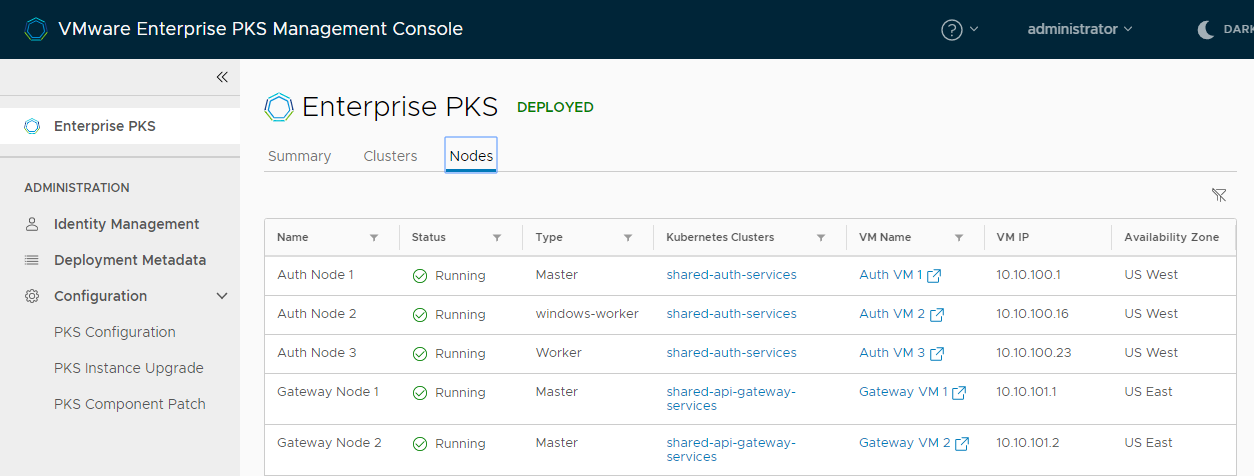 VMware Enterprise PKS Management Console
? administrator DARK
Enterprise PKS
ADMINISTRATION
Identity Management
Deployment Metadata
Configuration
PKS Configuration
PKS Instance Upgrade
PKS Component Patch
Enterprise PKS DEPLOYED
Summary Clusters Nodes
Name Status Type Kubernetes Clusters VM Name VM IP Availability Zone
Auth Node 1 Running Master shared-auth-services Auth VM 1 10.10.100.1 US West
Auth Node 2 Running windows-worker shared-auth-services Auth VM 2 10.10.100.16 US West
Auth Node 3 Running Worker shared-auth-services Auth VM 3 10.10.100.23 US West
Gateway Node 1 Running Master shared-api-gateway- Gateway VM 1 10.10.101.1 US East
services
Gateway Node 2 Running Master shared-api-gateway- Gateway VM 2 10.10.101.2 US East
services